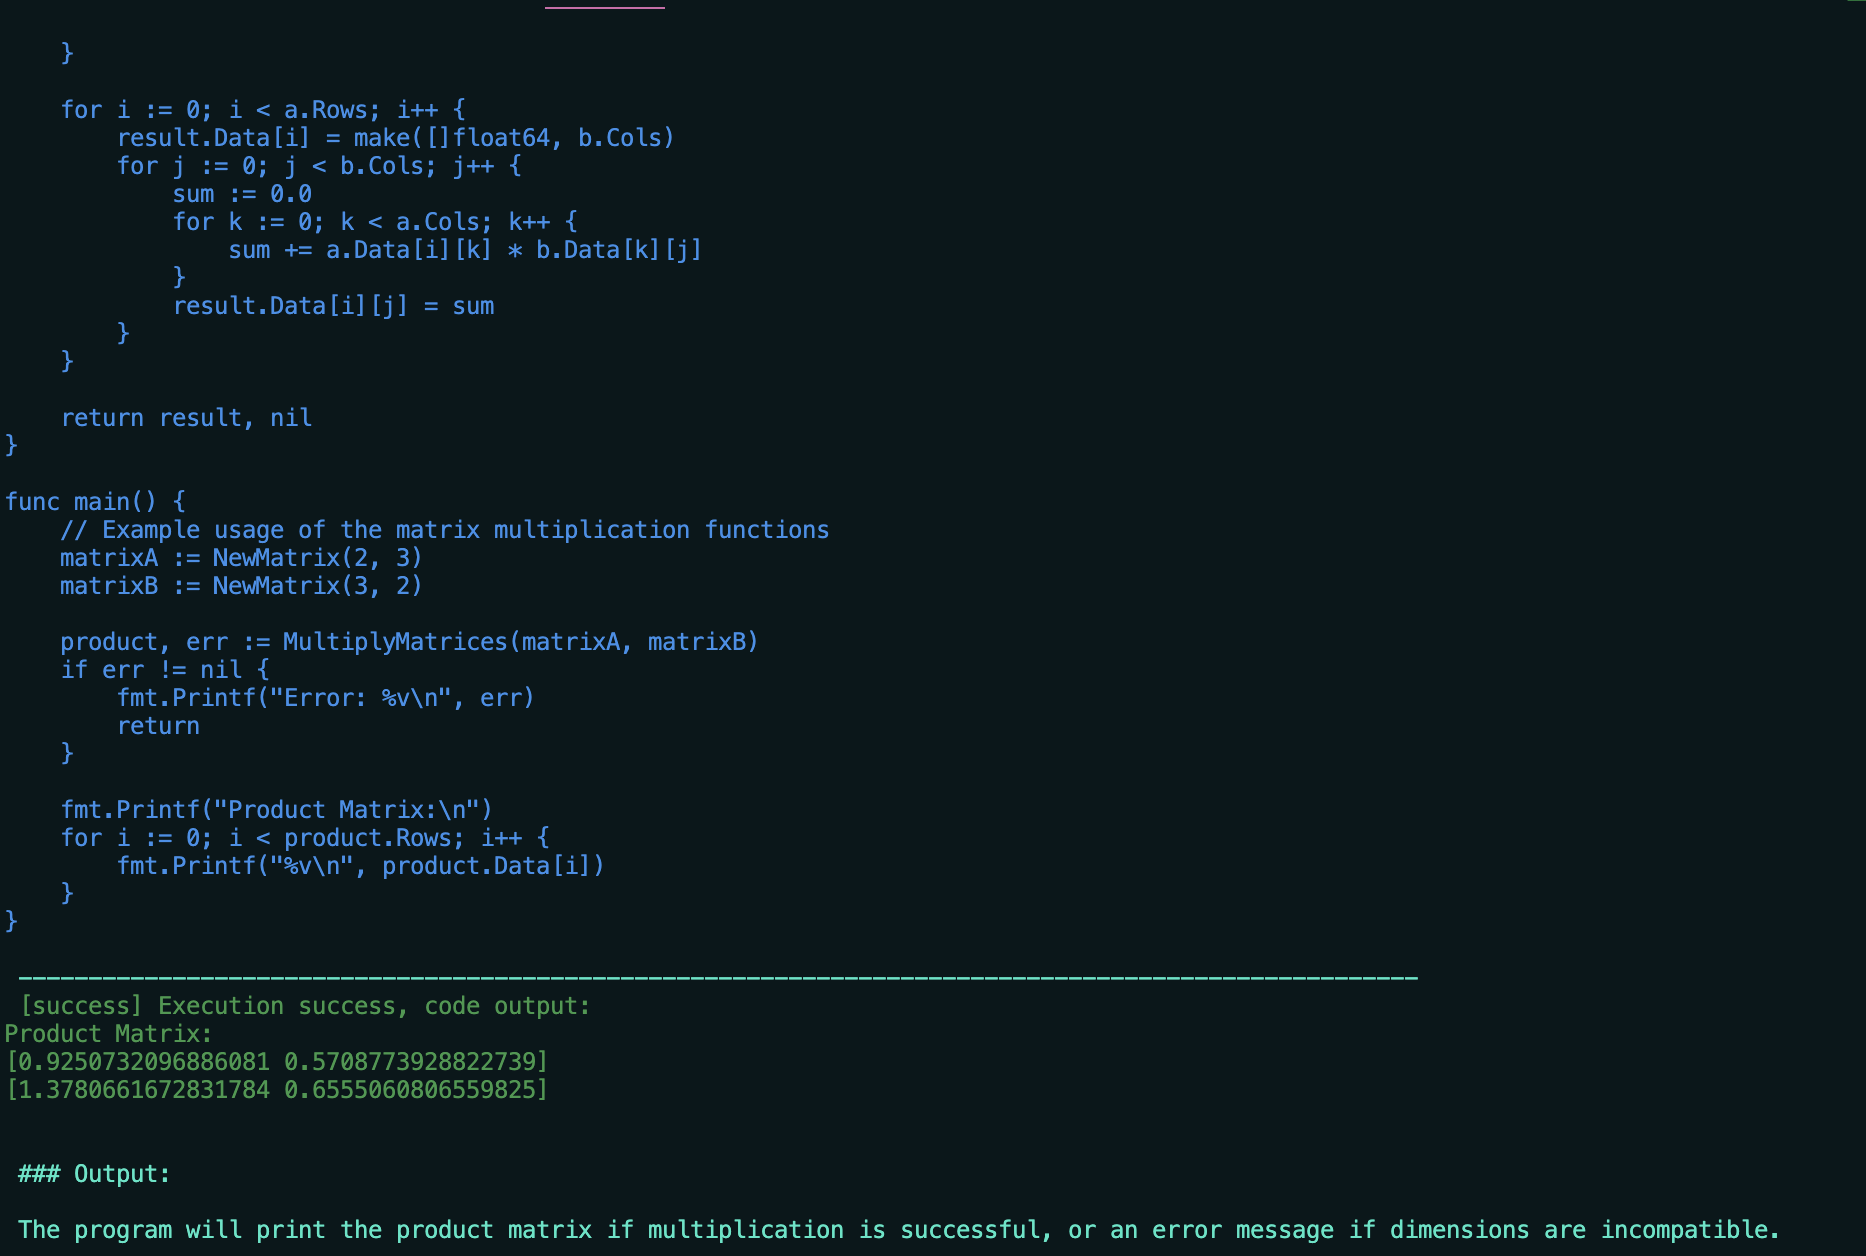 }

    for i := 0; i < a.Rows; i++ {
        result.Data[i] = make([]float64, b.Cols)
        for j := 0; j < b.Cols; j++ {
            sum := 0.0
            for k := 0; k < a.Cols; k++ {
                sum += a.Data[i][k] * b.Data[k][j]
            }
            result.Data[i][j] = sum
        }
    }

    return result, nil
}

func main() {
    // Example usage of the matrix multiplication functions
    matrixA := NewMatrix(2, 3)
    matrixB := NewMatrix(3, 2)

    product, err := MultiplyMatrices(matrixA, matrixB)
    if err != nil {
        fmt.Printf("Error: %v\n", err)
        return
    }

    fmt.Printf("Product Matrix:\n")
    for i := 0; i < product.Rows; i++ {
        fmt.Printf("%v\n", product.Data[i])
    }
}

[success] Execution success, code output:
Product Matrix:
[0.9250732096886081 0.5708773928822739]
[1.3780661672831784 0.6555060806559825]

### Output:

The program will print the product matrix if multiplication is successful, or an error message if dimensions are incompatible.